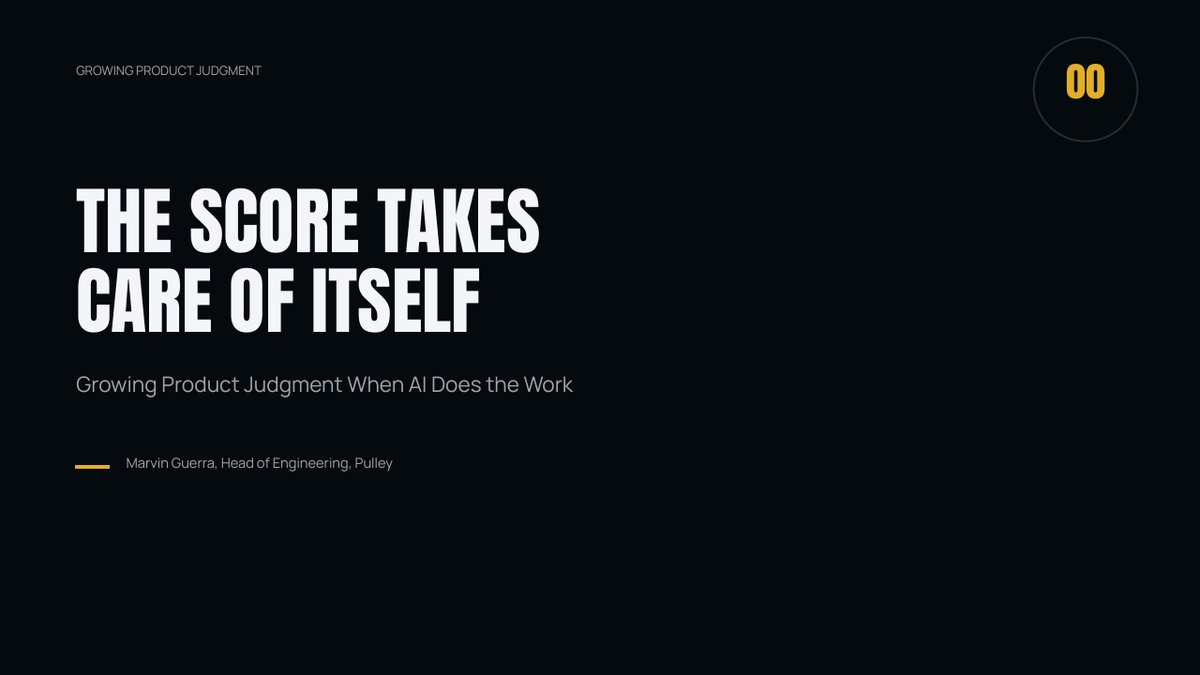 GROWING PRODUCT JUDGMENT
00
THE SCORE TAKES
CARE OF ITSELF
Growing Product Judgment When AI Does the Work
Marvin Guerra, Head of Engineering, Pulley